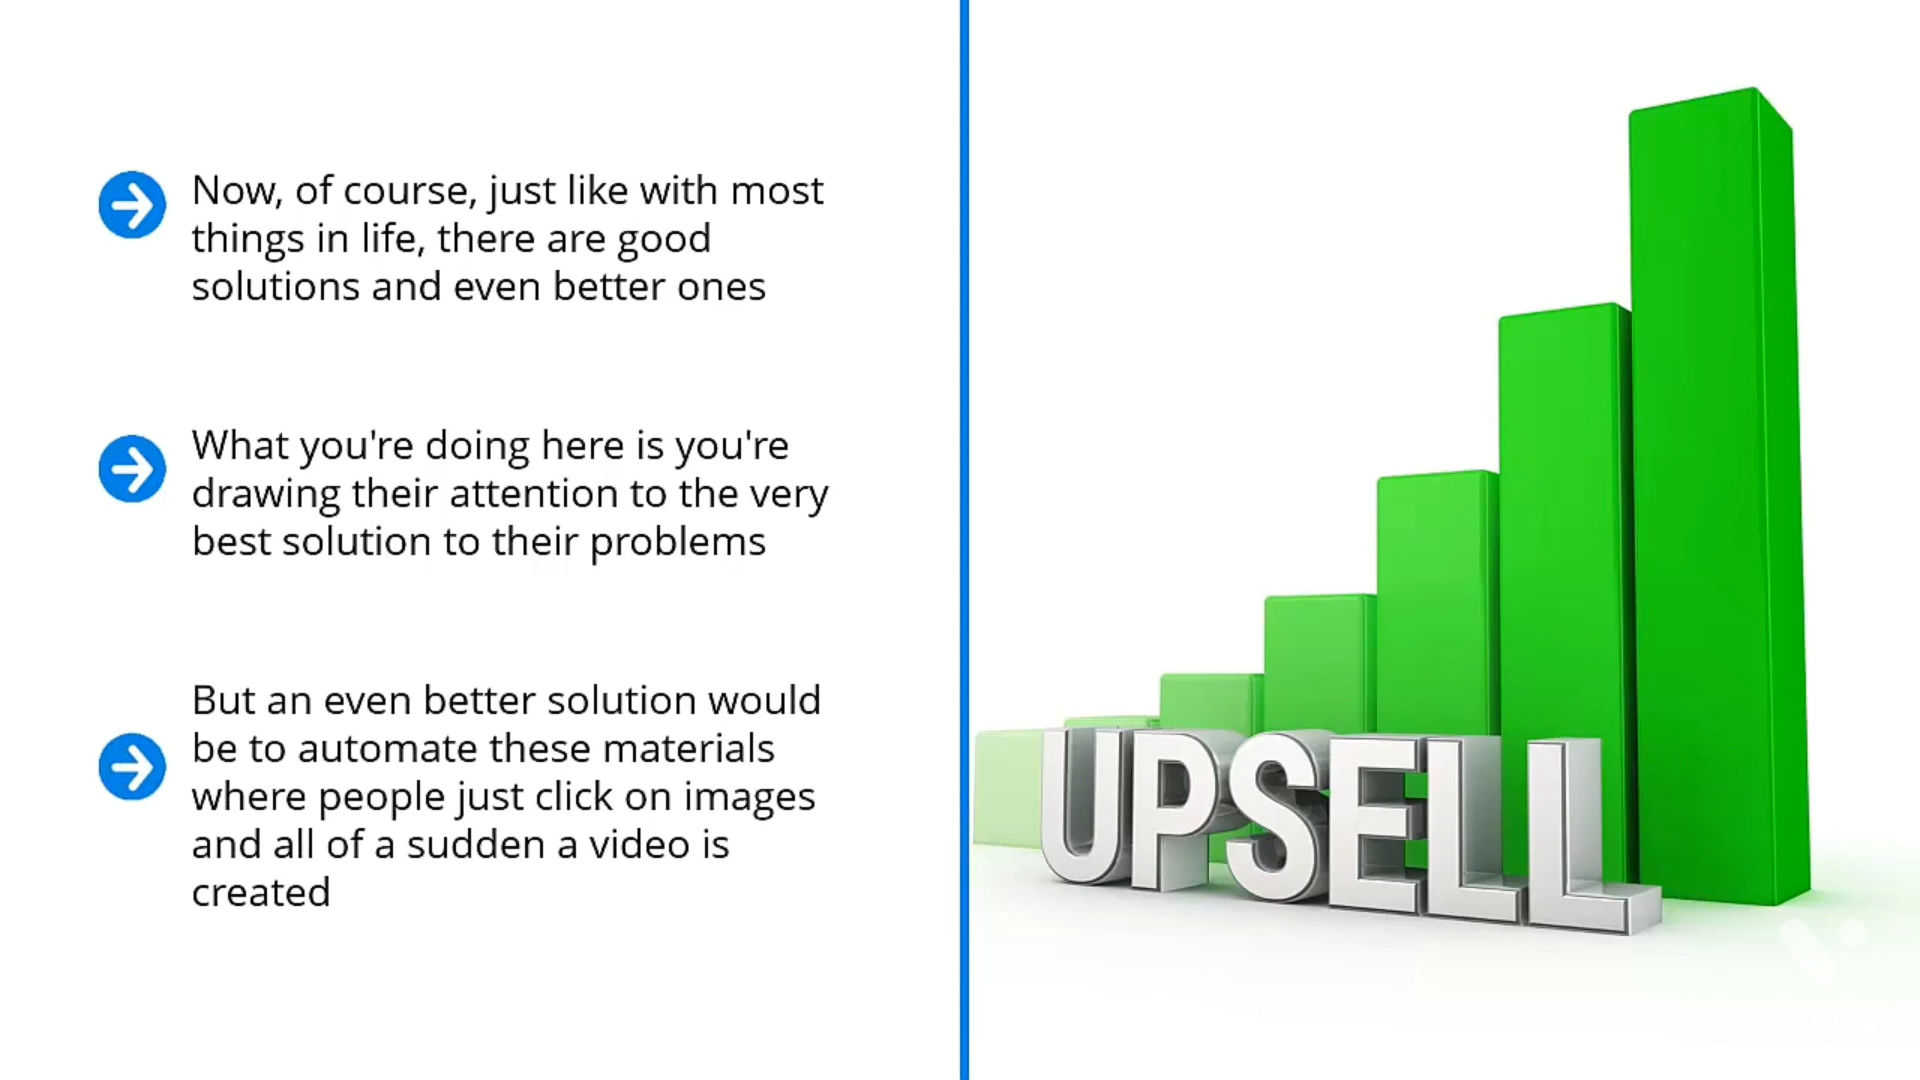 Now, of course, just like with most
things in life, there are good
solutions and even better ones
What you're doing here is you're
drawing their attention to the very
best solution to their problems
But an even better solution would
be to automate these materials
where people just click on images
and all of a sudden a video is
created
UPSELL